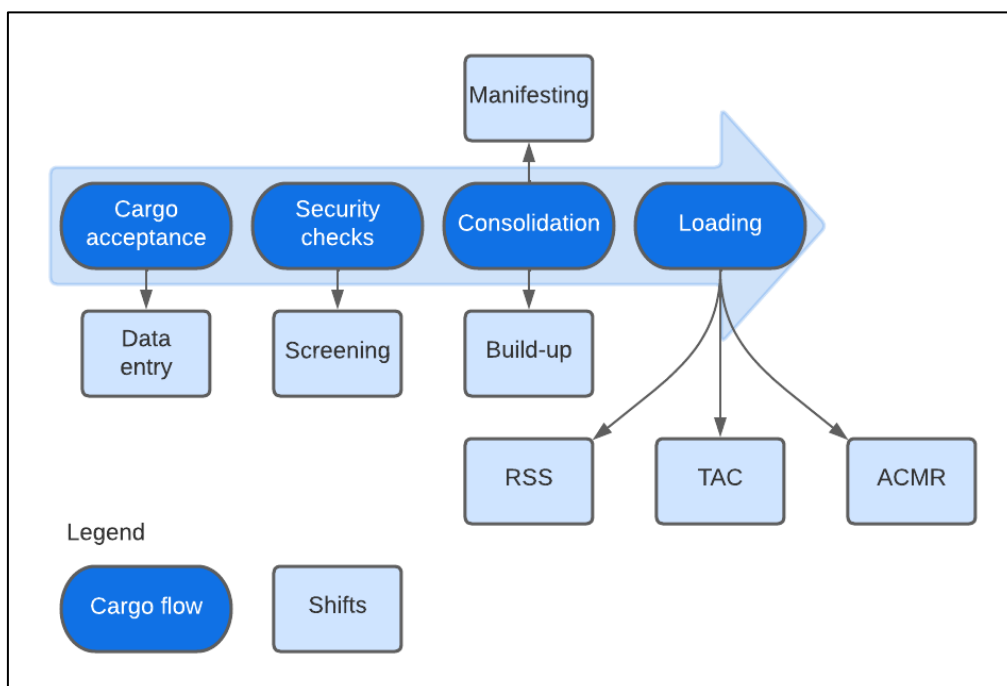 Manifesting
Cargo
acceptance
Security
checks
Consolidation
Loading
Data
entry
Screening
Build-up
RSS
TAC
ACMR
Legend
Cargo flow
Shifts